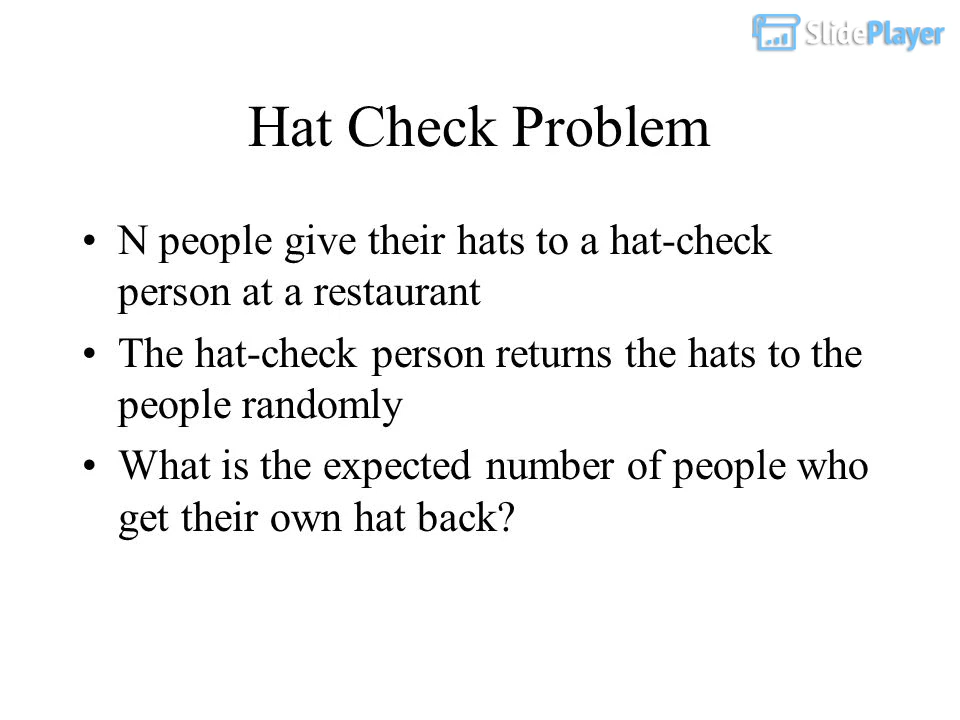 SlidePlayer
Hat Check Problem
• N people give their hats to a hat-check
person at a restaurant
• The hat-check person returns the hats to the
people randomly
• What is the expected number of people who
get their own hat back?